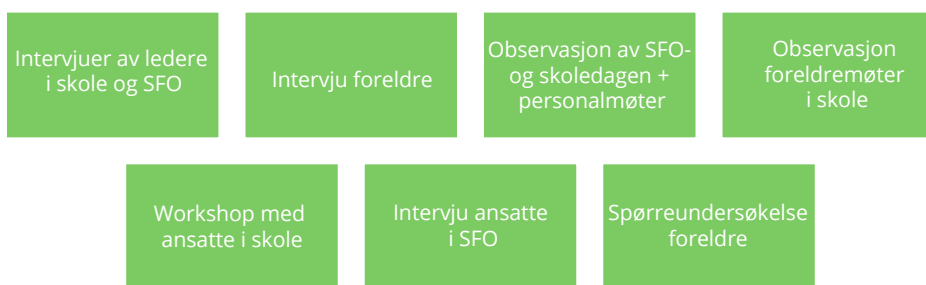 Intervjuer av ledere
i skole og SFO
Intervju foreldre
Observasjon av SFO-
og skoledagen +
personalmøter
Observasjon
foreldremøter
i skole
Workshop med
ansatte i skole
Intervju ansatte
i SFO
Spørreundersøkelse
foreldre